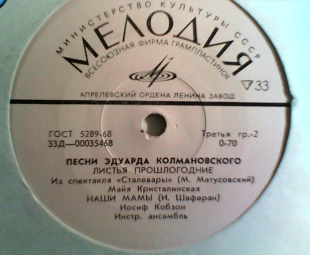 МИНИСТЕРСТВО КУЛЬТУРЫ СССР
МЕЛОДИЯ
ВСЕСОЮЗНАЯ ФИРМА ГРАМПЛАСТИНОК
33
АПРЕЛЕВСКИЙ ОРДЕНА ЛЕНИНА ЗАВОД
ГОСТ 5289-68 Третья гр.-2
33Д—00035468 0-70
ПЕСНИ ЭДУАРДА КОЛМАНОВСКОГО
ЛИСТЬЯ ПРОШЛОГОДНИЕ
Из спектакля «Сталевары» (М. Матусовский)
Майя Кристалинская
НАШИ МАМЫ (И. Шаферан)
Иосиф Кобзон
Инстр. ансамбль